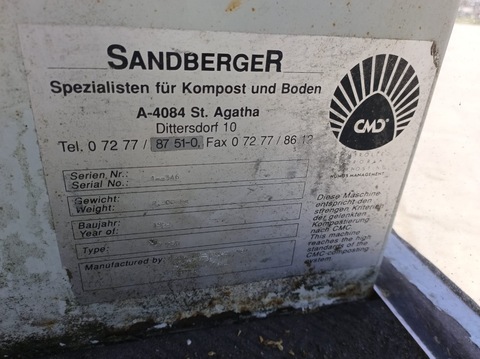 SANDBERGER
Spezialisten für Kompost und Boden
A-4084 St. Agatha
Dittersdorf 10
Tel. 0 72 77 / 87 51-0, Fax 0 72 77 / 86
Serien.Nr.:
Serial No.:
Gewicht:
Weight:
Baujahr:
Year of:
Type:
Manufactured by
CMC
HUMUS MANAGEMENT
Diese Maschine
entspricht den
strengen Kriterien
der gelenkten
Kompostierung
nach CMC.
This machine
reaches the high
standards of the
CMC-composting
system.